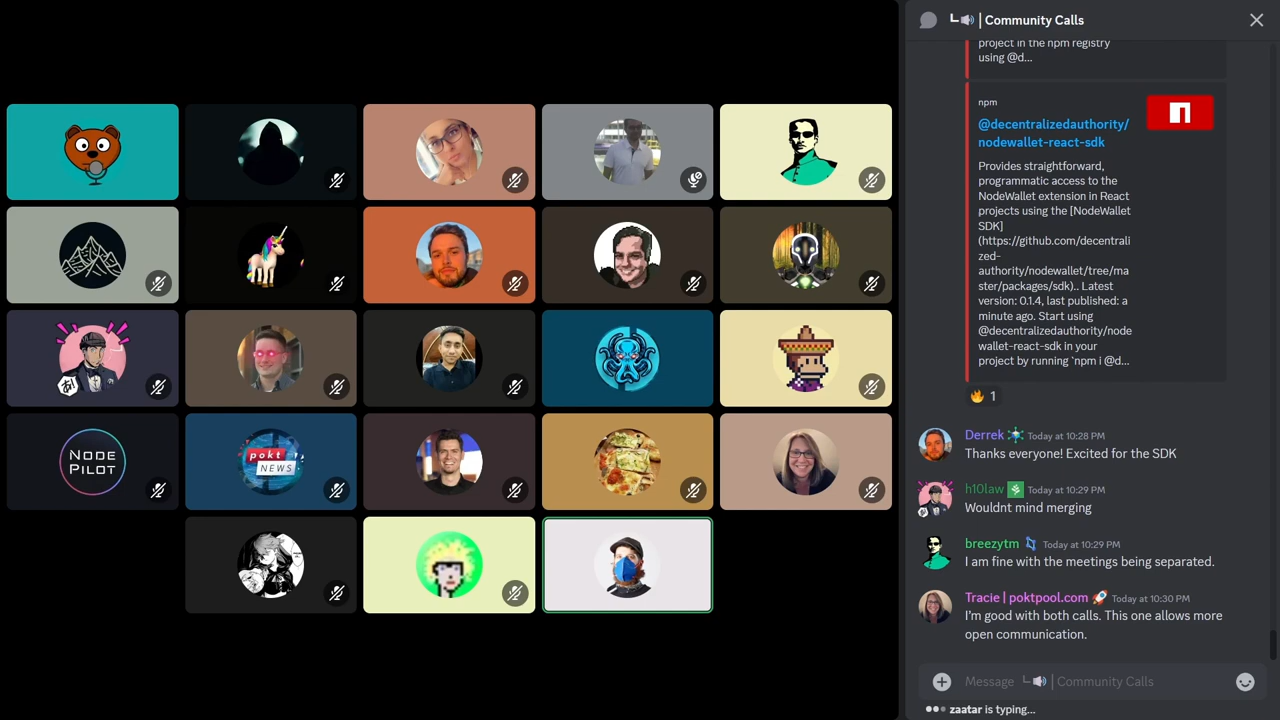 Community Calls
project in the npm registry
using @d...
npm
@decentralizedauthority/
nodewallet-react-sdk
Provides straightforward,
programmatic access to the
NodeWallet extension in React
projects using the [NodeWallet
SDK]
(https://github.com/decentrali
zed-
authority/nodewallet/tree/ma
ster/packages/sdk).. Latest
version: 0.1.4, last published: a
minute ago. Start using
@decentralizedauthority/node
wallet-react-sdk in your
project by running `npm i @d...
1
Derrek Today at 10:28 PM
Thanks everyone! Excited for the SDK
h10law Today at 10:29 PM
Wouldnt mind merging
breezytm Today at 10:29 PM
I am fine with the meetings being separated.
Tracie | poktpool.com Today at 10:30 PM
I'm good with both calls. This one allows more
open communication.
Message Community Calls
zaatar is typing...
あ
NODE
PILOT
pokt
NEWS